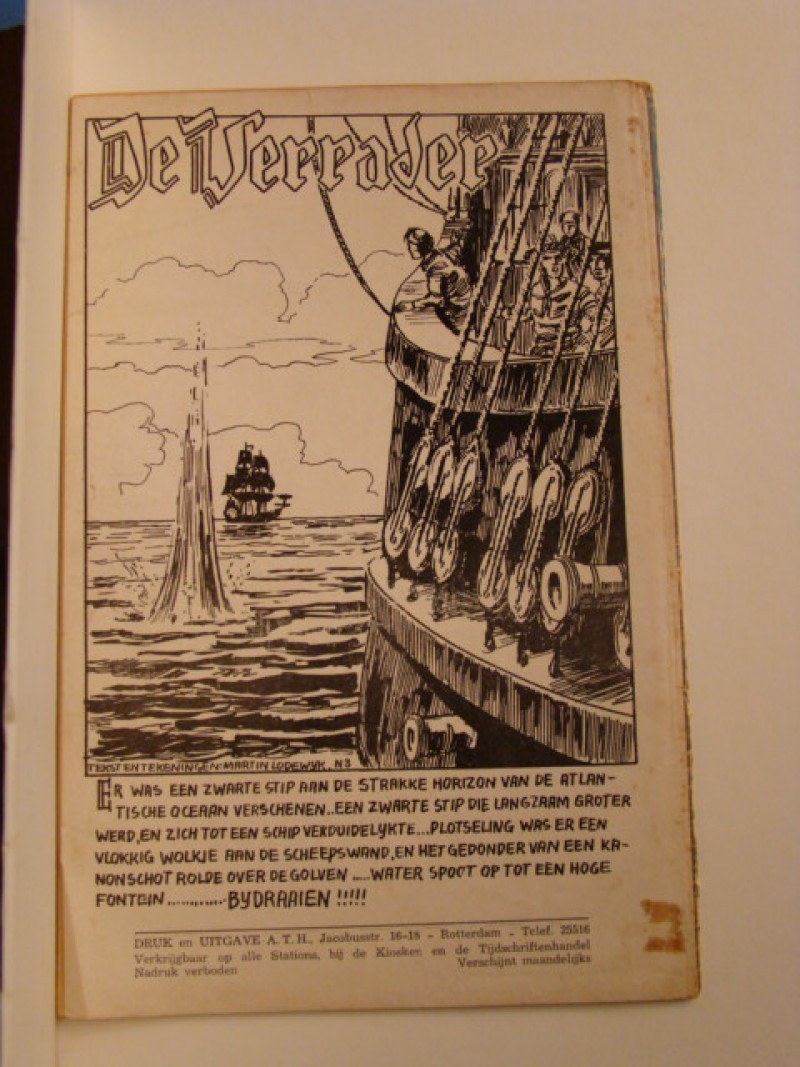 De Verrader
TEKST EN TEKENINGEN: MARTIN LODEWYK. N3
ER WAS EEN ZWARTE STIP AAN DE STRAKKE HORIZON VAN DE ATLAN-
TISCHE OCEAAN VERSCHENEN.. EEN ZWARTE STIP DIE LANGZAAM GROTER
WERD, EN ZICH TOT EEN SCHIP VERDUIDELYKTE... PLOTSELING WAS ER EEN
VLOKKIG WOLKJE AAN DE SCHEEPSWAND, EN HET GEDONDER VAN EEN KA-
NONSCHOT ROLDE OVER DE GOLVEN .... WATER SPOOT OP TOT EEN HOGE
FONTEIN .......... BYDRAAIEN !!!!!
DRUK en UITGAVE A.T.H., Jacobusstr. 16-18 - Rotterdam - Telef. 25516
Verkrijgbaar op alle Stations, bij de Kiosken en de Tijdschriftenhandel
Nadruk verboden Verschijnt maandelijks